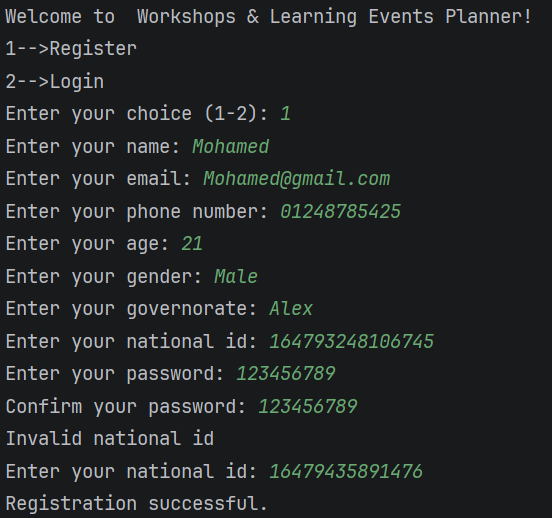 Welcome to  Workshops & Learning Events Planner!
1-->Register
2-->Login
Enter your choice (1-2): 1
Enter your name: Mohamed
Enter your email: Mohamed@gmail.com
Enter your phone number: 01248785425
Enter your age: 21
Enter your gender: Male
Enter your governorate: Alex
Enter your national id: 164793248106745
Enter your password: 123456789
Confirm your password: 123456789
Invalid national id
Enter your national id: 16479435891476
Registration successful.